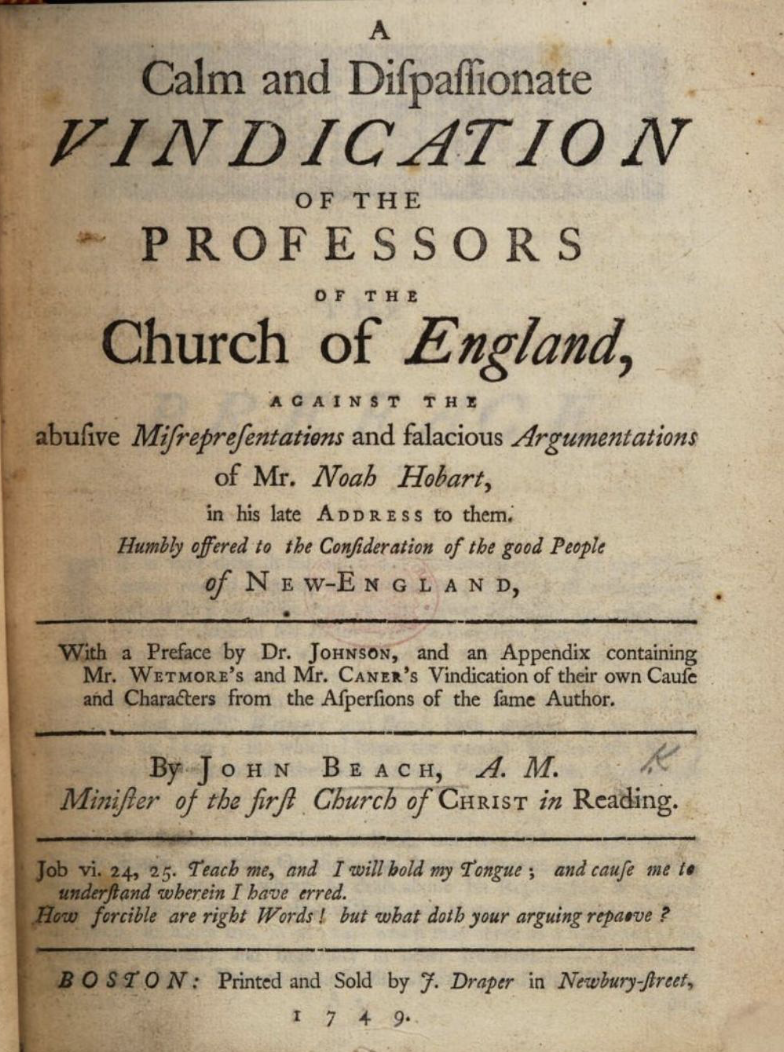 A
Calm and Diſpaſſionate
VINDICATION
OF THE
PROFESSORS
OF THE
Church of England,
AGAINST THE
abuſive Miſrepreſentations and falacious Argumentations
of Mr. Noah Hobart,
in his late ADDRESS to them.
Humbly offered to the Conſideration of the good People
of NEW-ENGLAND,
With a Preface by Dr. JOHNSON, and an Appendix containing
Mr. WETMORE's and Mr. CANER's Vindication of their own Cauſe
and Characters from the Aſperſions of the ſame Author.
By JOHN BEACH, A. M.
K
Miniſter of the firſt Church of CHRIST in Reading.
Job vi. 24, 25. Teach me, and I will hold my Tongue; and cauſe me to
underſtand wherein I have erred.
How forcible are right Words! but what doth your arguing repaove?
BOSTON: Printed and Sold by J. Draper in Newbury-ſtreet,
1749.